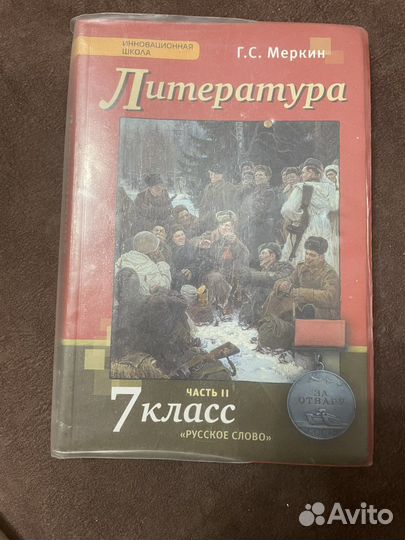 ИННОВАЦИОННАЯ
ШКОЛА
Г.С. Меркин
Литература
ЧАСТЬ II
7 класс
«РУССКОЕ СЛОВО»
ЗА
ОТВАГУ
Avito